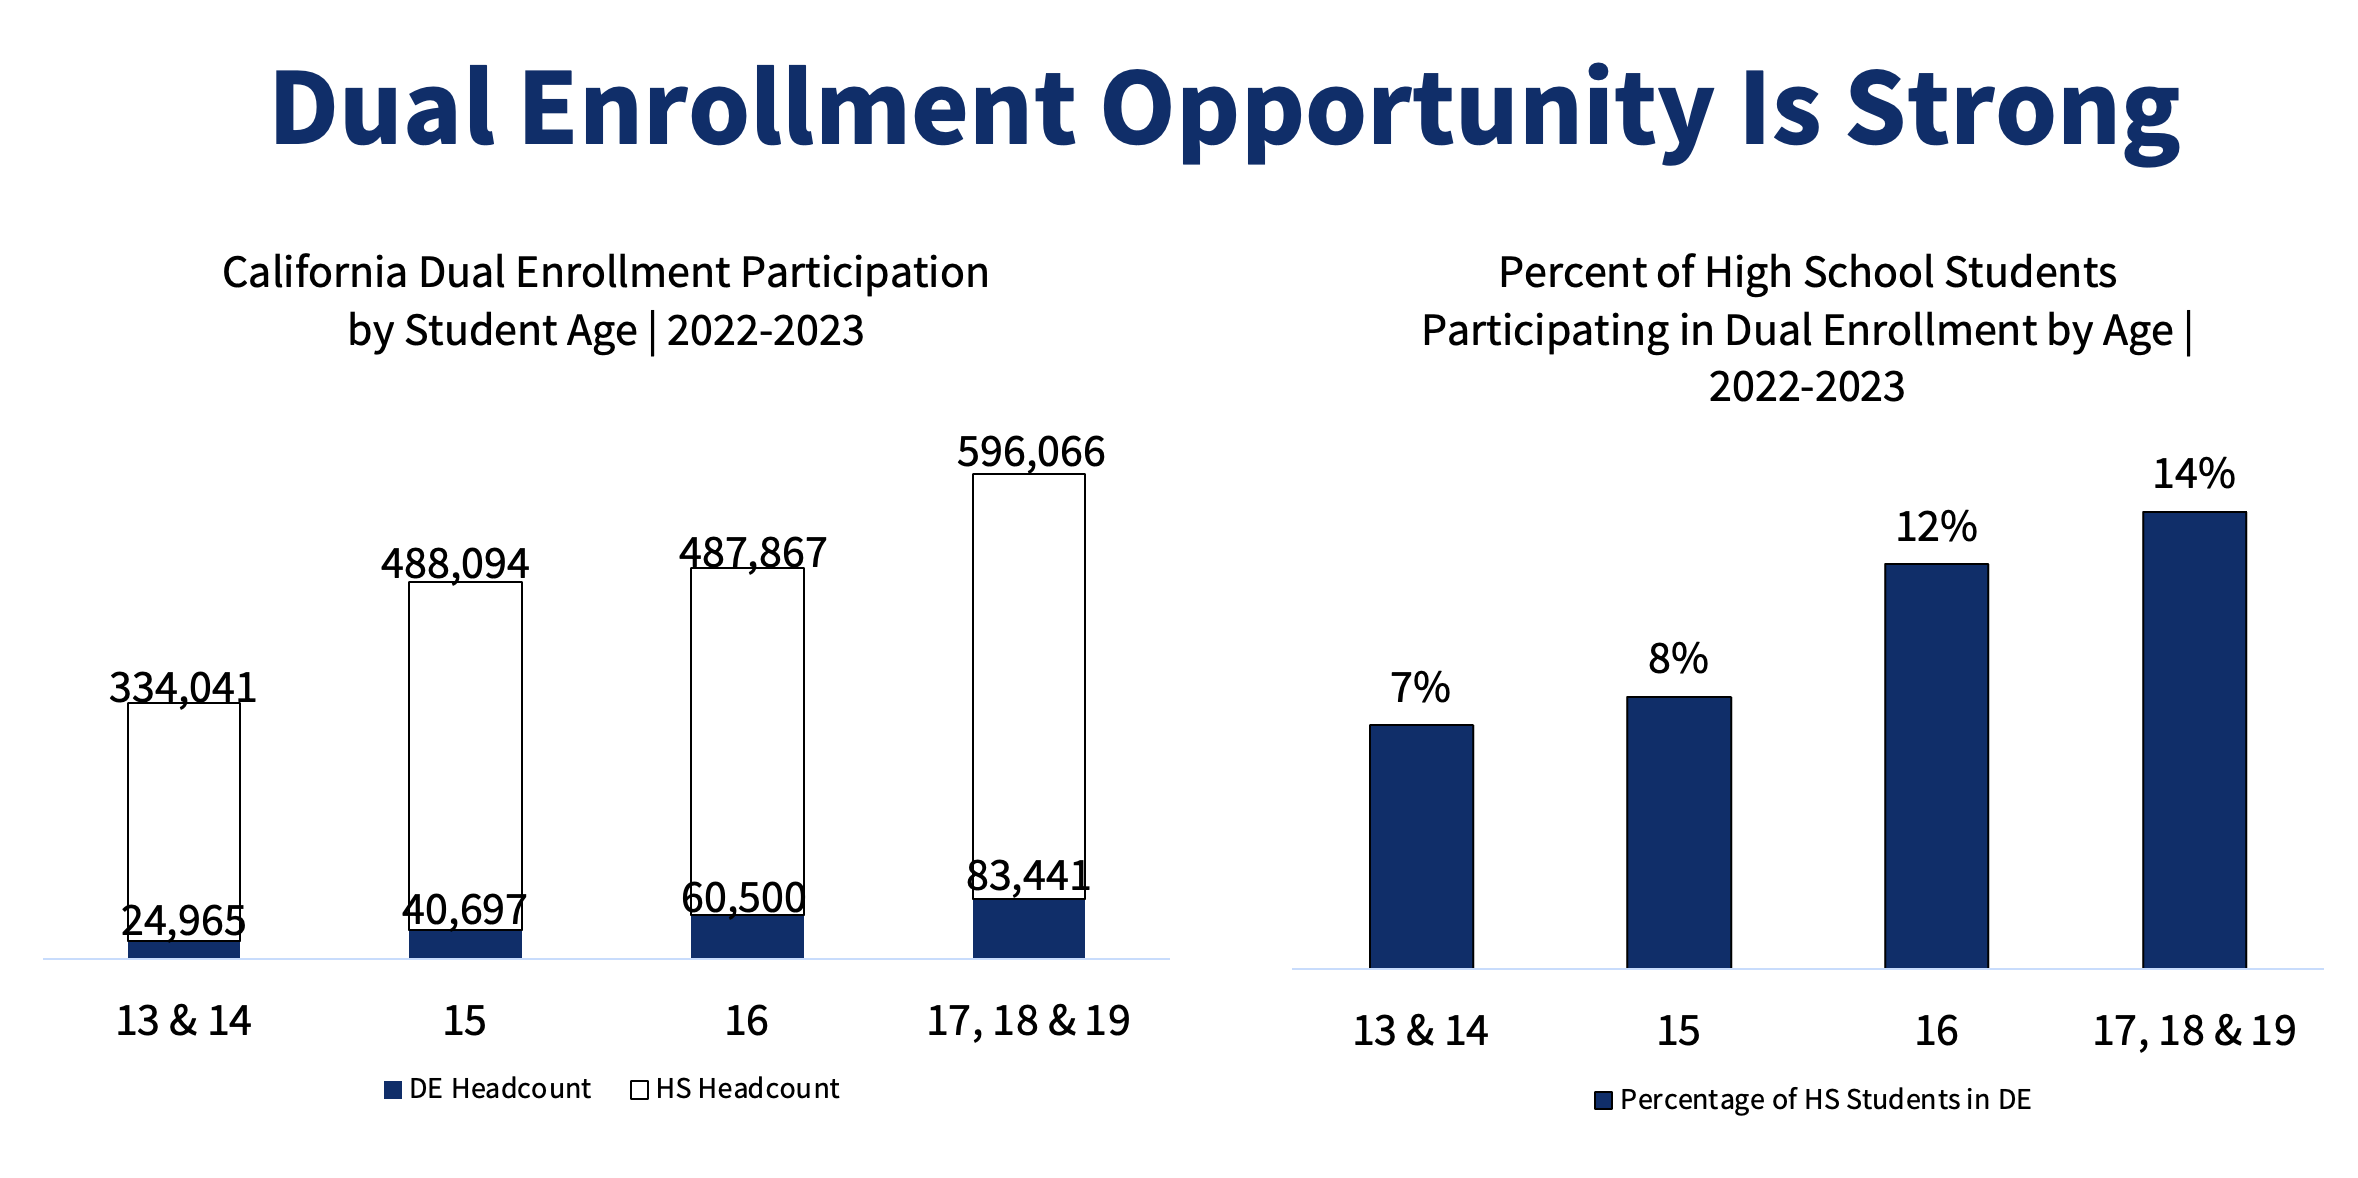 Dual Enrollment Opportunity Is Strong
California Dual Enrollment Participation
by Student Age | 2022-2023
334,041
488,094
487,867
596,066
24,965
40,697
60,500
83,441
13 & 14
15
16
17, 18 & 19
DE Headcount
HS Headcount
Percent of High School Students
Participating in Dual Enrollment by Age |
2022-2023
7%
8%
12%
14%
13 & 14
15
16
17, 18 & 19
Percentage of HS Students in DE